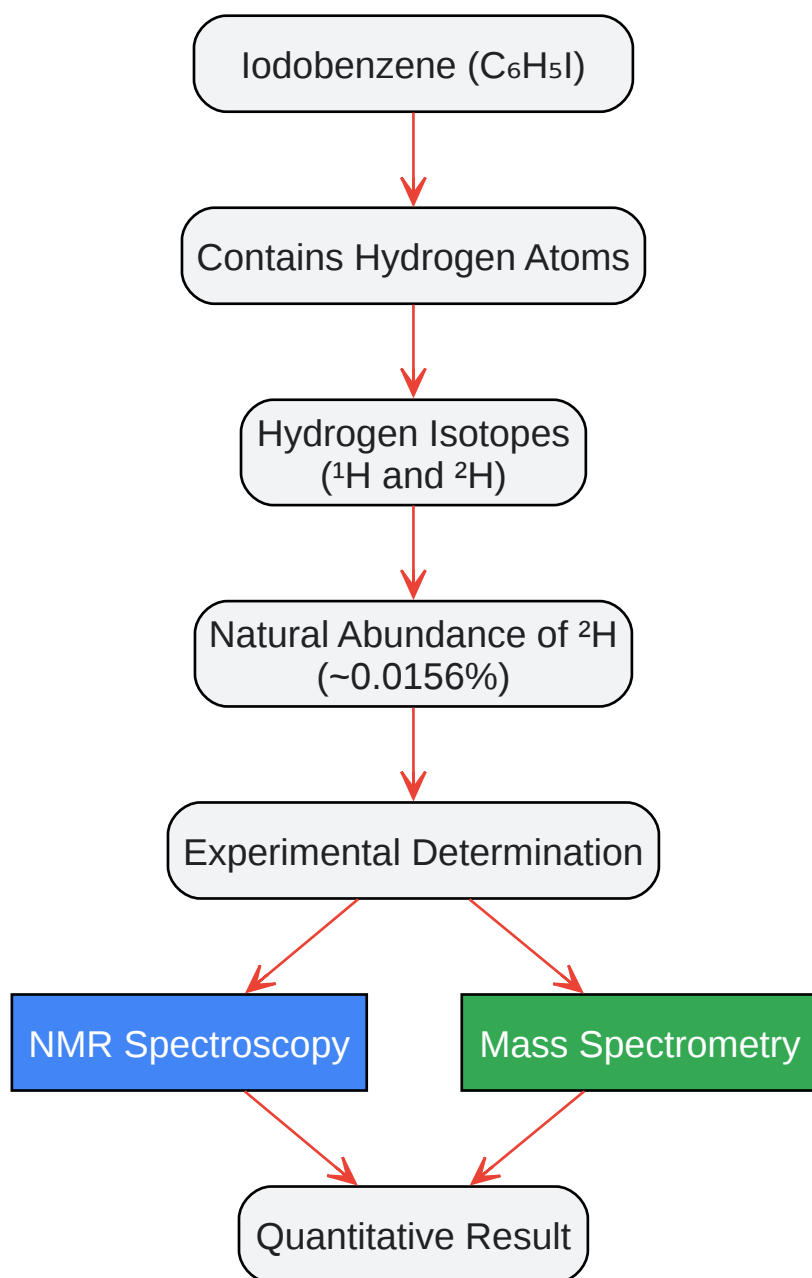 Iodobenzene (C₆H₅I)
Contains Hydrogen Atoms
Hydrogen Isotopes
(¹H and ²H)
Natural Abundance of ²H
(~0.0156%)
Experimental Determination
NMR Spectroscopy
Mass Spectrometry
Quantitative Result